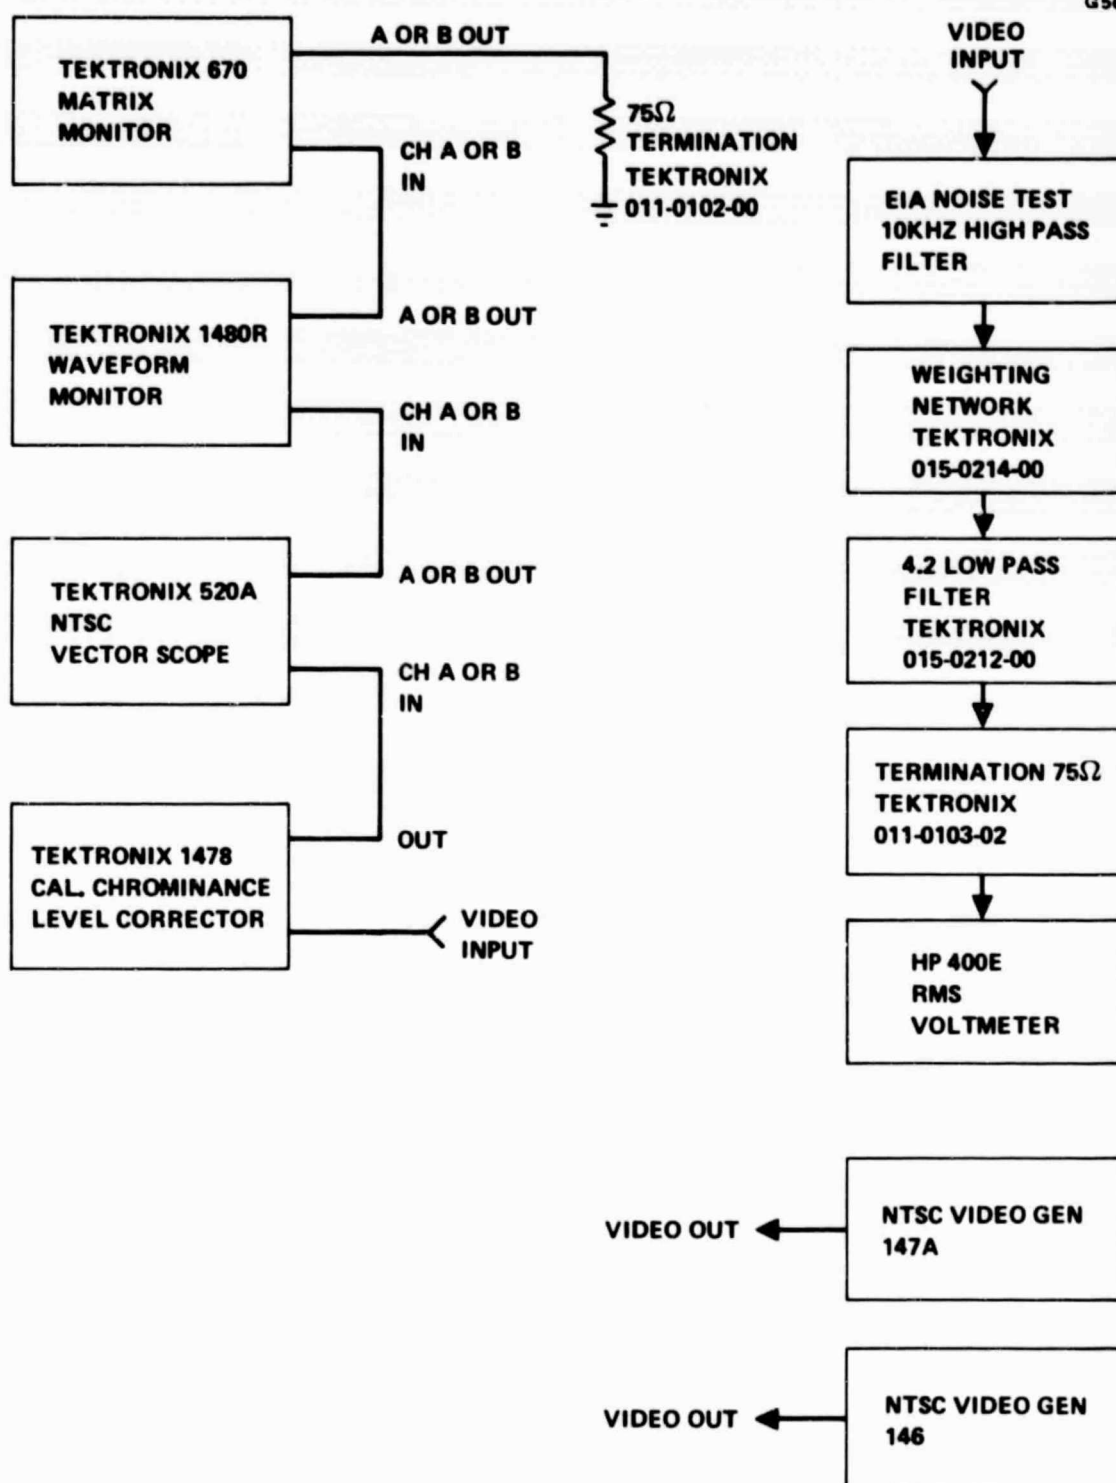 A OR B OUT
TEKTRONIX 670
MATRIX
MONITOR
75Ω
TERMINATION
TEKTRONIX
011-0102-00
CH A OR B
IN
TEKTRONIX 1480R
WAVEFORM
MONITOR
A OR B OUT
CH A OR B
IN
TEKTRONIX 520A
NTSC
VECTOR SCOPE
A OR B OUT
CH A OR B
IN
TEKTRONIX 1478
CAL. CHROMINANCE
LEVEL CORRECTOR
OUT
VIDEO
INPUT
VIDEO
INPUT
EIA NOISE TEST
10KHZ HIGH PASS
FILTER
WEIGHTING
NETWORK
TEKTRONIX
015-0214-00
4.2 LOW PASS
FILTER
TEKTRONIX
015-0212-00
TERMINATION 75Ω
TEKTRONIX
011-0103-02
HP 400E
RMS
VOLTMETER
VIDEO OUT
NTSC VIDEO GEN
147A
VIDEO OUT
NTSC VIDEO GEN
146